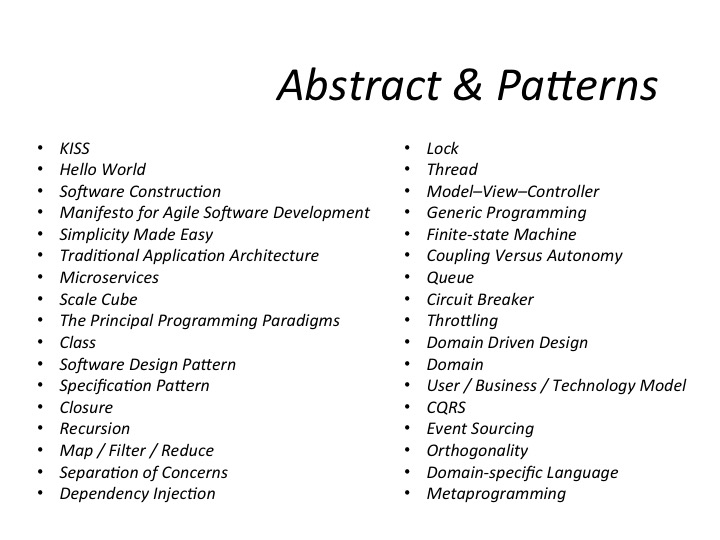 Abstract & Patterns
• KISS
• Hello World
• Software Construction
• Manifesto for Agile Software Development
• Simplicity Made Easy
• Traditional Application Architecture
• Microservices
• Scale Cube
• The Principal Programming Paradigms
• Class
• Software Design Pattern
• Specification Pattern
• Closure
• Recursion
• Map / Filter / Reduce
• Separation of Concerns
• Dependency Injection
• Lock
• Thread
• Model–View–Controller
• Generic Programming
• Finite-state Machine
• Coupling Versus Autonomy
• Queue
• Circuit Breaker
• Throttling
• Domain Driven Design
• Domain
• User / Business / Technology Model
• CQRS
• Event Sourcing
• Orthogonality
• Domain-specific Language
• Metaprogramming